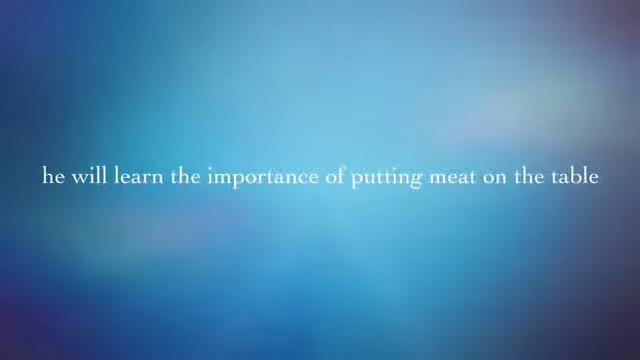 he will learn the importance of putting meat on the table